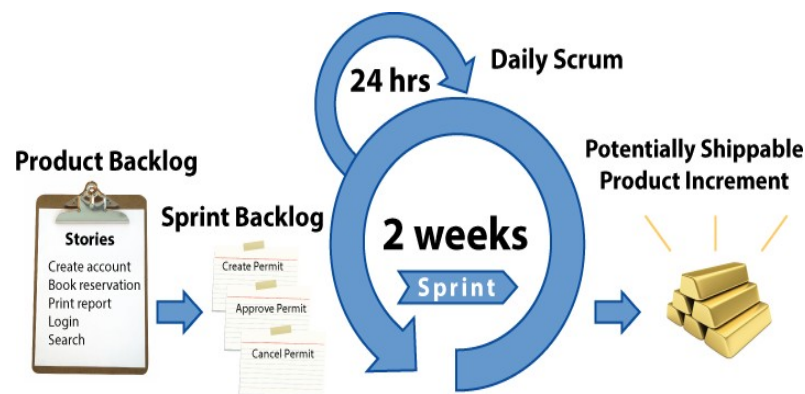 Product Backlog
Stories
Create account
Book reservation
Print report
Login
Search
Sprint Backlog
Create Permit
Approve Permit
Cancel Permit
24 hrs
Daily Scrum
2 weeks
Sprint
Potentially Shippable
Product Increment